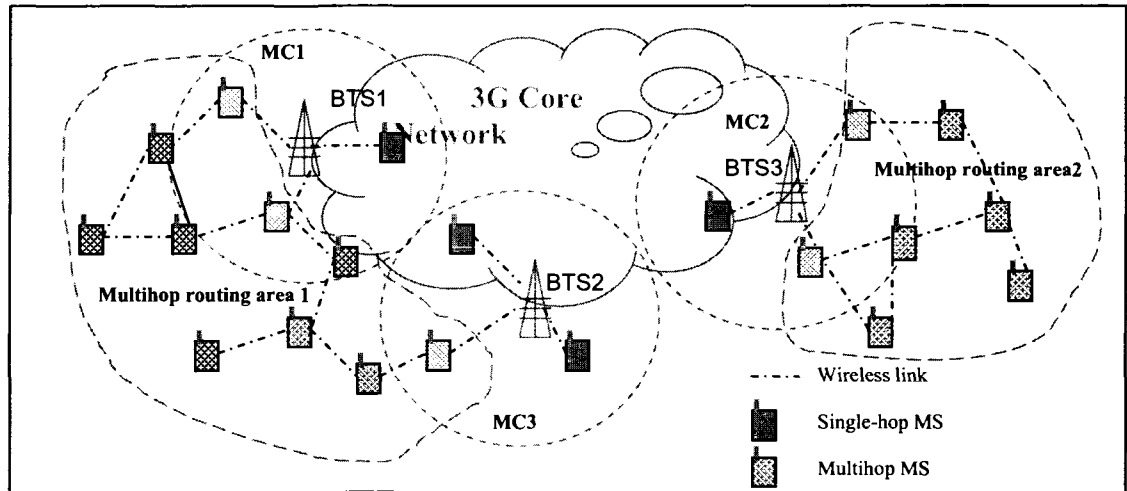 MC1
BTS1
3G Core
Network
MC2
BTS3
Multihop routing area2
BTS2
Multihop routing area 1
MC3
Wireless link
Single-hop MS
Multihop MS